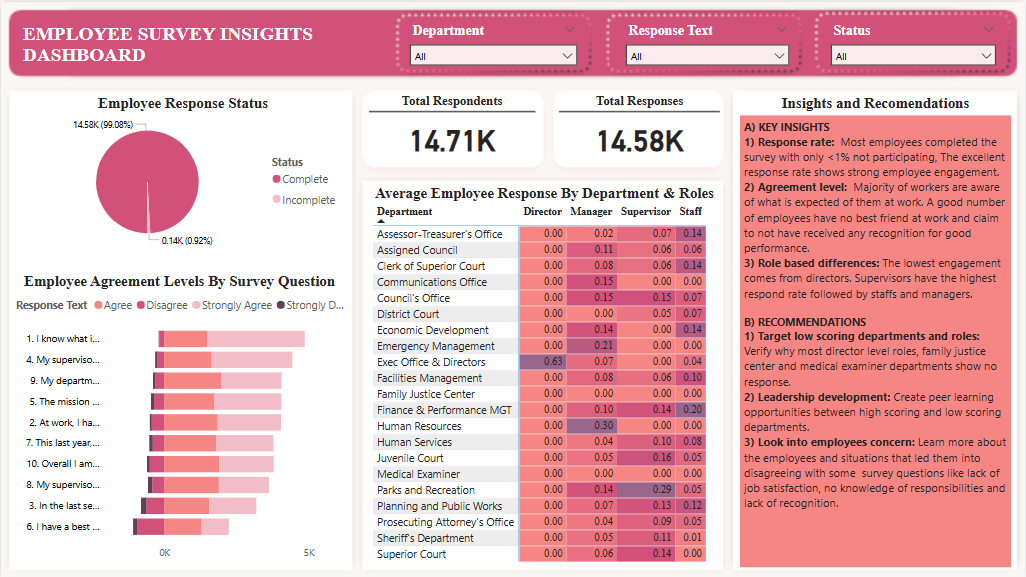 EMPLOYEE SURVEY INSIGHTS
DASHBOARD
Department
All
Response Text
All
Status
All
Employee Response Status
14.58K (99.08%)
0.14K (0.92%)
Status
Complete
Incomplete
Employee Agreement Levels By Survey Question
Response Text Agree Disagree Strongly Agree Strongly D...
1. I know what i...
4. My superviso...
9. My departm...
5. The mission ...
2. At work, I ha...
7. This last year,...
10. Overall I am...
8. My superviso...
3. In the last se...
6. I have a best ...
0K 5K
Total Respondents
14.71K
Total Responses
14.58K
Average Employee Response By Department & Roles
Department Director Manager Supervisor Staff
Assessor-Treasurer's Office 0.00 0.02 0.07 0.14
Assigned Council 0.00 0.11 0.06 0.06
Clerk of Superior Court 0.00 0.08 0.06 0.14
Communications Office 0.00 0.15 0.00 0.00
Council's Office 0.00 0.15 0.15 0.07
District Court 0.00 0.00 0.05 0.07
Economic Development 0.00 0.14 0.00 0.14
Emergency Management 0.00 0.21 0.00 0.00
Exec Office & Directors 0.63 0.07 0.00 0.04
Facilities Management 0.00 0.08 0.06 0.10
Family Justice Center 0.00 0.00 0.00 0.00
Finance & Performance MGT 0.00 0.10 0.14 0.20
Human Resources 0.00 0.30 0.00 0.00
Human Services 0.00 0.04 0.10 0.08
Juvenile Court 0.00 0.05 0.16 0.05
Medical Examiner 0.00 0.00 0.00 0.00
Parks and Recreation 0.00 0.14 0.29 0.05
Planning and Public Works 0.00 0.07 0.13 0.12
Prosecuting Attorney's Office 0.00 0.04 0.09 0.05
Sheriff's Department 0.00 0.05 0.11 0.01
Superior Court 0.00 0.06 0.14 0.00
Insights and Recomendations
A) KEY INSIGHTS
1) Response rate: Most employees completed the
survey with only <1% not participating, The excellent
response rate shows strong employee engagement.
2) Agreement level: Majority of workers are aware
of what is expected of them at work. A good number
of employees have no best friend at work and claim
to not have received any recognition for good
performance.
3) Role based differences: The lowest engagement
comes from directors. Supervisors have the highest
respond rate followed by staffs and managers.
B) RECOMMENDATIONS
1) Target low scoring departments and roles:
Verify why most director level roles, family justice
center and medical examiner departments show no
response.
2) Leadership development: Create peer learning
opportunities between high scoring and low scoring
departments.
3) Look into employees concern: Learn more about
the employees and situations that led them into
disagreeing with some survey questions like lack of
job satisfaction, no knowledge of responsibilities and
lack of recognition.